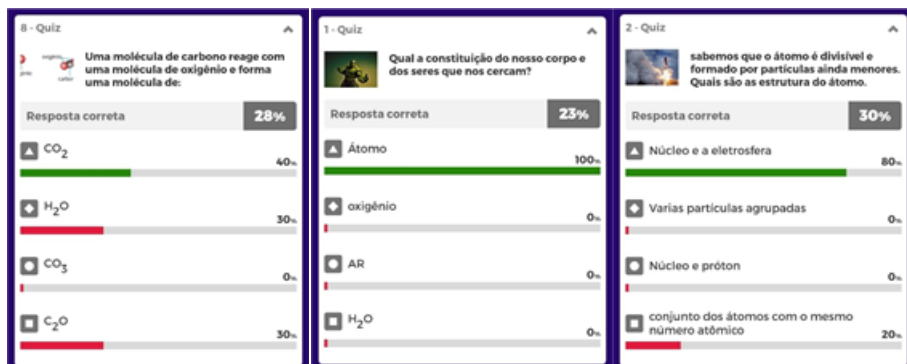 8 - Quiz
oxigênio
carbor
Uma molécula de carbono reage com
uma molécula de oxigênio e forma
uma molécula de:
Resposta correta 28%
CO2
40%
H2O
30%
CO3
0%
C2O
30%
1 - Quiz
Qual a constituição do nosso corpo e
dos seres que nos cercam?
Resposta correta 23%
Átomo
100%
oxigênio
0%
AR
0%
H2O
0%
2 - Quiz
sabemos que o átomo é divisível e
formado por partículas ainda menores.
Quais são as estrutura do átomo.
Resposta correta 30%
Núcleo e a eletrosfera
80%
Varias partículas agrupadas
0%
Núcleo e próton
0%
conjunto dos átomos com o mesmo
número atômico
20%